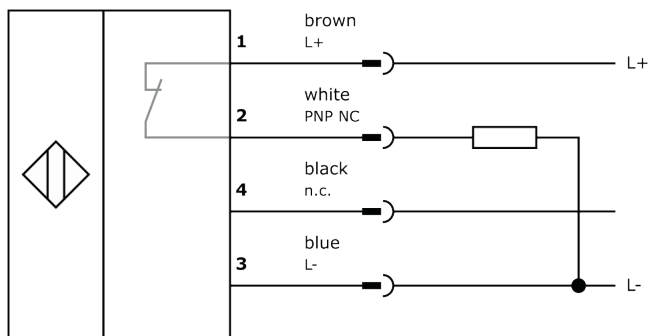 brown
1 L+ L+
white
2 PNP NC
black
4 n.c.
blue
3 L- L-